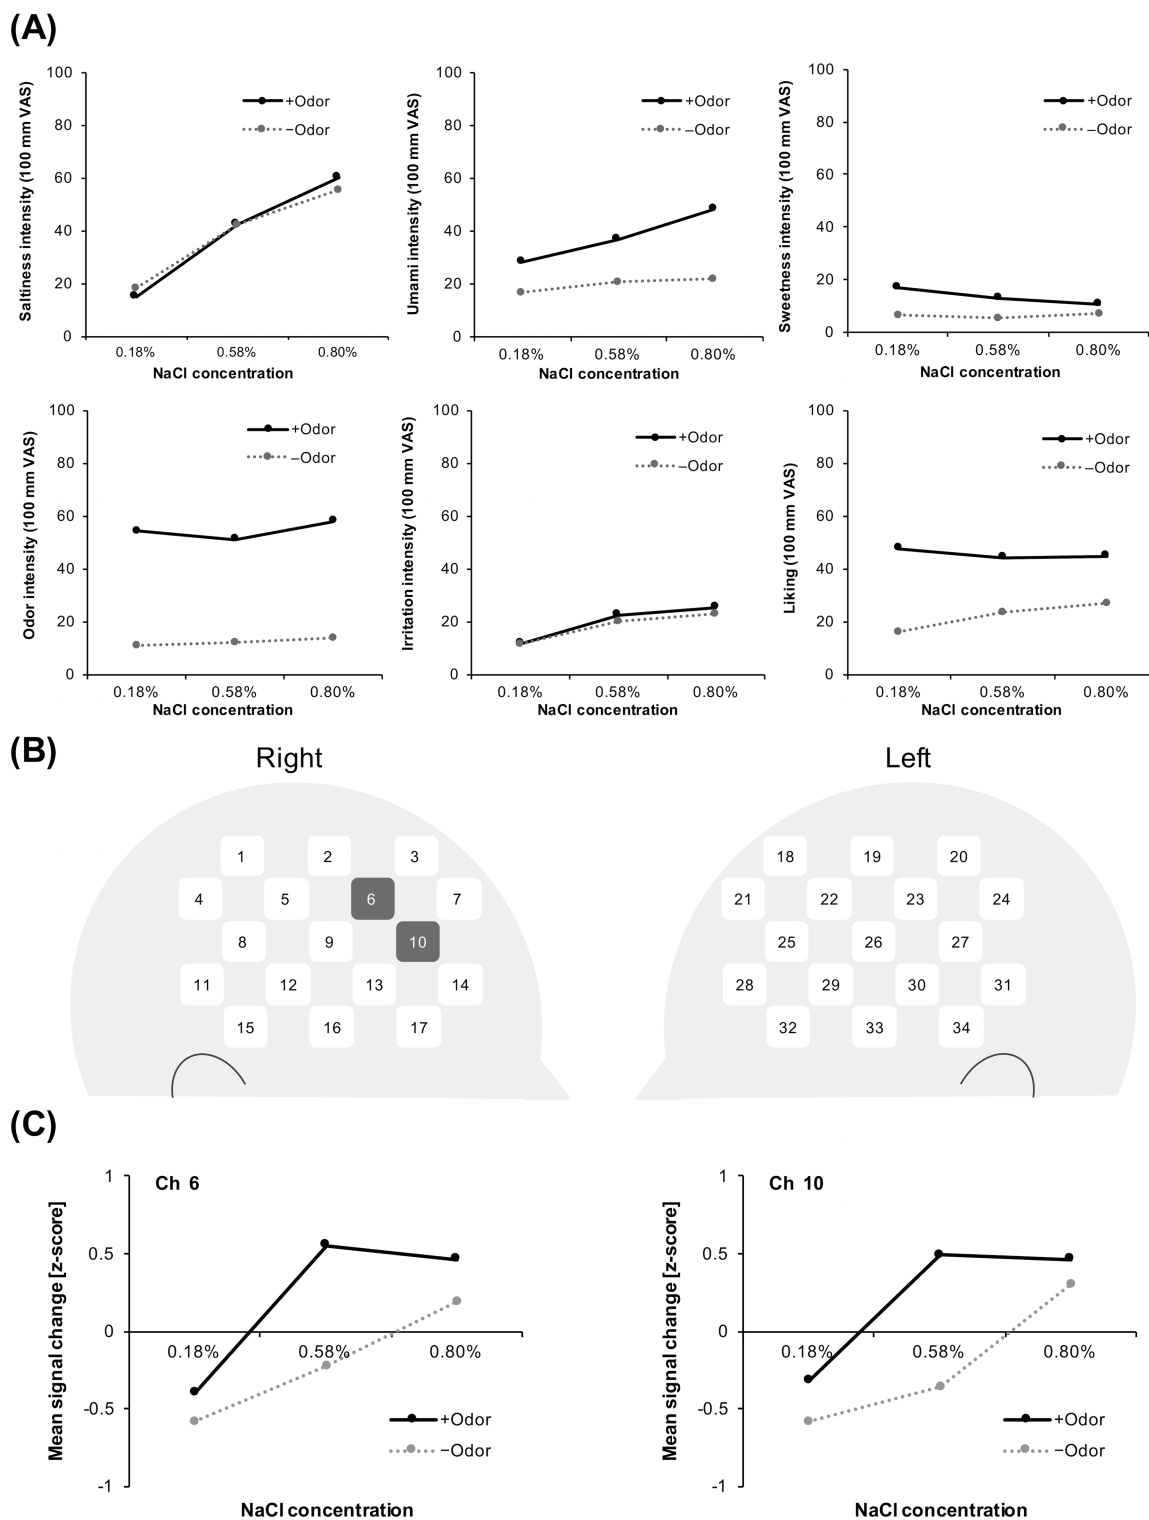 (A)
Saltiness intensity (100 mm VAS)
100
80
60
40
20
0
+Odor
–Odor
0.18% 0.58% 0.80%
NaCl concentration
Umami intensity (100 mm VAS)
100
80
60
40
20
0
+Odor
–Odor
0.18% 0.58% 0.80%
NaCl concentration
Sweetness intensity (100 mm VAS)
100
80
60
40
20
0
+Odor
–Odor
0.18% 0.58% 0.80%
NaCl concentration
Odor intensity (100 mm VAS)
100
80
60
40
20
0
+Odor
–Odor
0.18% 0.58% 0.80%
NaCl concentration
Irritation intensity (100 mm VAS)
100
80
60
40
20
0
+Odor
–Odor
0.18% 0.58% 0.80%
NaCl concentration
Liking (100 mm VAS)
100
80
60
40
20
0
+Odor
–Odor
0.18% 0.58% 0.80%
NaCl concentration
(B)
Right
1 2 3
4 5 6 7
8 9 10
11 12 13 14
15 16 17
Left
18 19 20
21 22 23 24
25 26 27
28 29 30 31
32 33 34
(C)
Mean signal change [z-score]
1
0.5
0
-0.5
-1
Ch 6
0.18% 0.58% 0.80%
+Odor
–Odor
NaCl concentration
Mean signal change [z-score]
1
0.5
0
-0.5
-1
Ch 10
0.18% 0.58% 0.80%
+Odor
–Odor
NaCl concentration